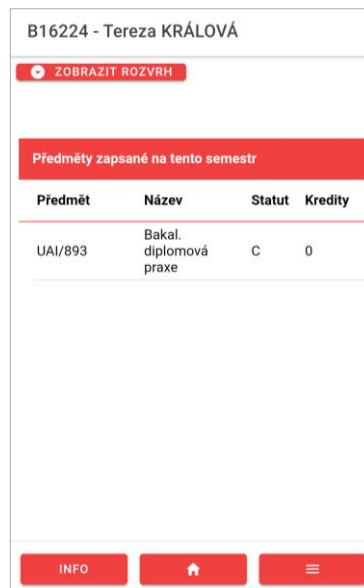 B16224 - Tereza KRÁLOVÁ
ZOBRAZIT ROZVRH
Předměty zapsané na tento semestr
Předmět Název Statut Kredity
UAI/893 Bakal. diplomová praxe C 0
INFO